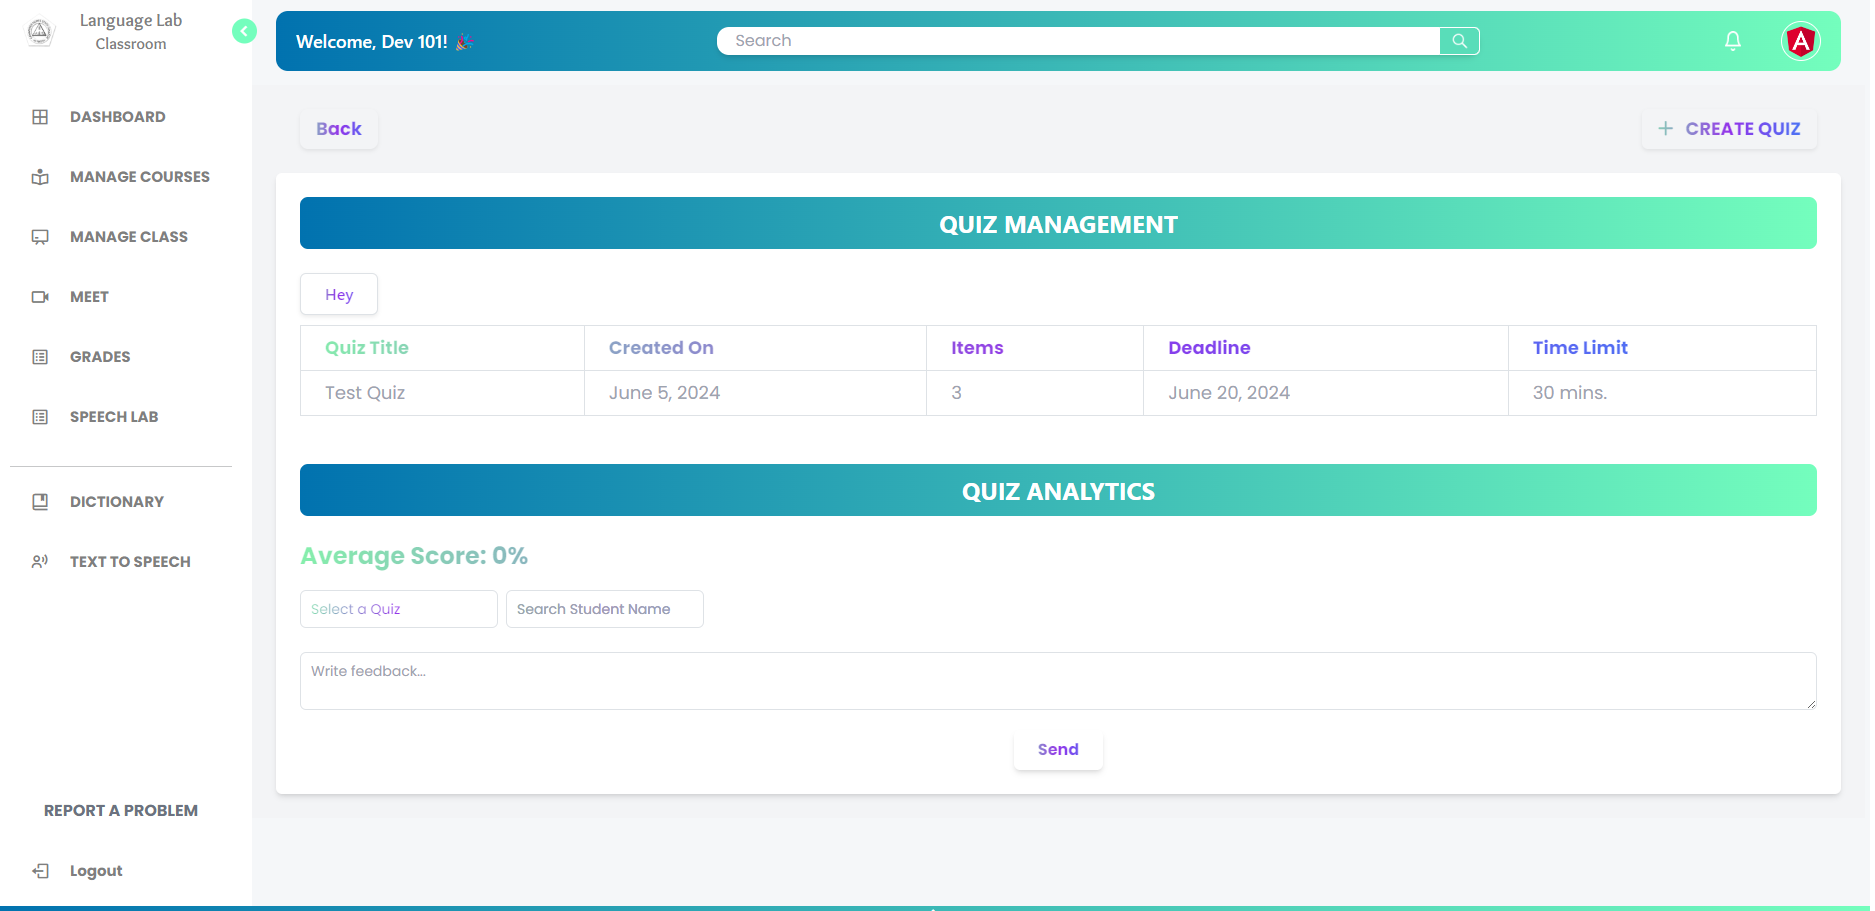 Language Lab
Classroom
Welcome, Dev 101! 🎉
Search
DASHBOARD
MANAGE COURSES
MANAGE CLASS
MEET
GRADES
SPEECH LAB
DICTIONARY
TEXT TO SPEECH
REPORT A PROBLEM
Logout
Back
CREATE QUIZ
QUIZ MANAGEMENT
Hey
Quiz Title Created On Items Deadline Time Limit
Test Quiz June 5, 2024 3 June 20, 2024 30 mins.
QUIZ ANALYTICS
Average Score: 0%
Select a Quiz Search Student Name
Write feedback...
Send